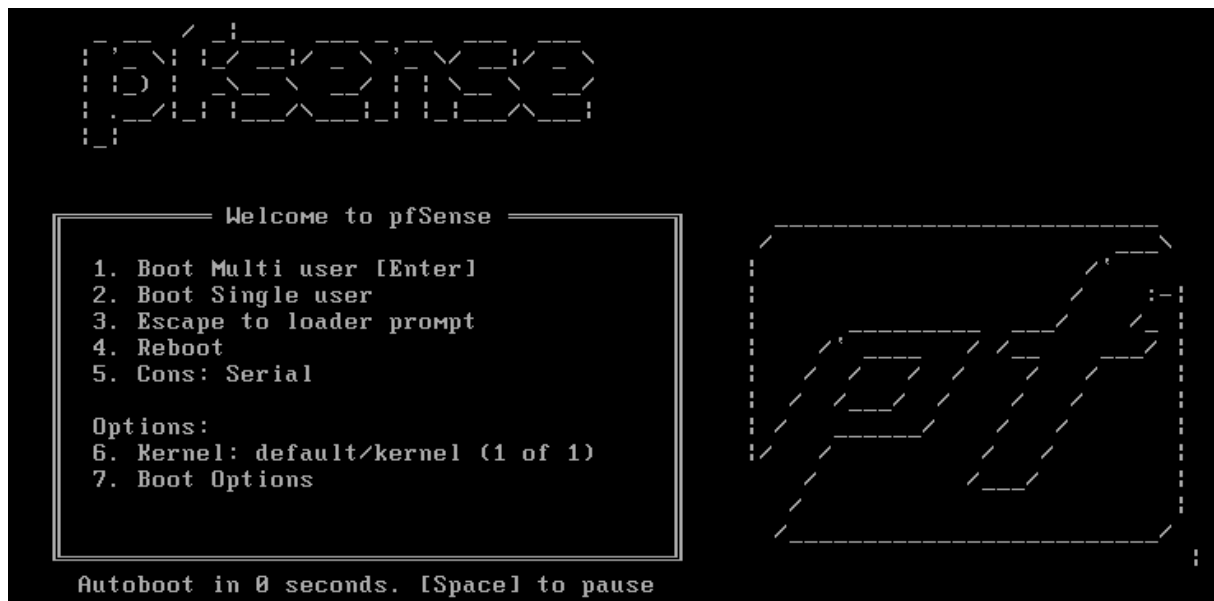 pfSense
Welcome to pfSense
1. Boot Multi user [Enter]
2. Boot Single user
3. Escape to loader prompt
4. Reboot
5. Cons: Serial
Options:
6. Kernel: default/kernel (1 of 1)
7. Boot Options
pf
Autoboot in 0 seconds. [Space] to pause